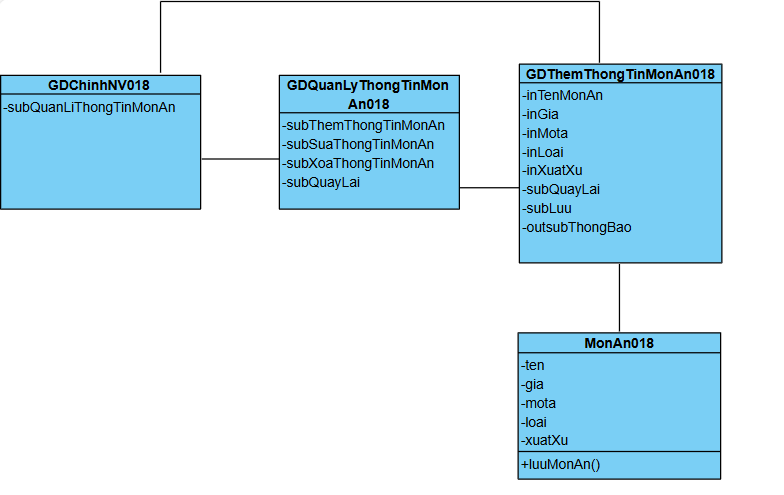 GDChinhNV018
-subQuanLiThongTinMonAn
GDQuanLyThongTinMon
An018
-subThemThongTinMonAn
-subSuaThongTinMonAn
-subXoaThongTinMonAn
-subQuayLai
GDThemThongTinMonAn018
-inTenMonAn
-inGia
-inMota
-inLoai
-inXuatXu
-subQuayLai
-subLuu
-outsubThongBao
MonAn018
-ten
-gia
-mota
-loai
-xuatXu
+luuMonAn()